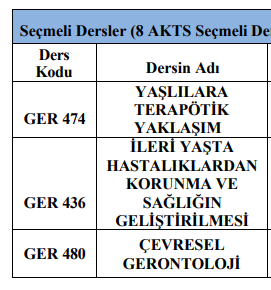 Seçmeli Dersler (8 AKTS Seçmeli
Ders
Kodu
Dersin Adı
GER 474
YAŞLILARA
TERAPÖTİK
YAKLAŞIM
GER 436
İLERİ YAŞTA
HASTALIKLARDAN
KORUNMA VE
SAĞLIĞIN
GELİŞTİRİLMESİ
GER 480
ÇEVRESEL
GERONTOLOJİ